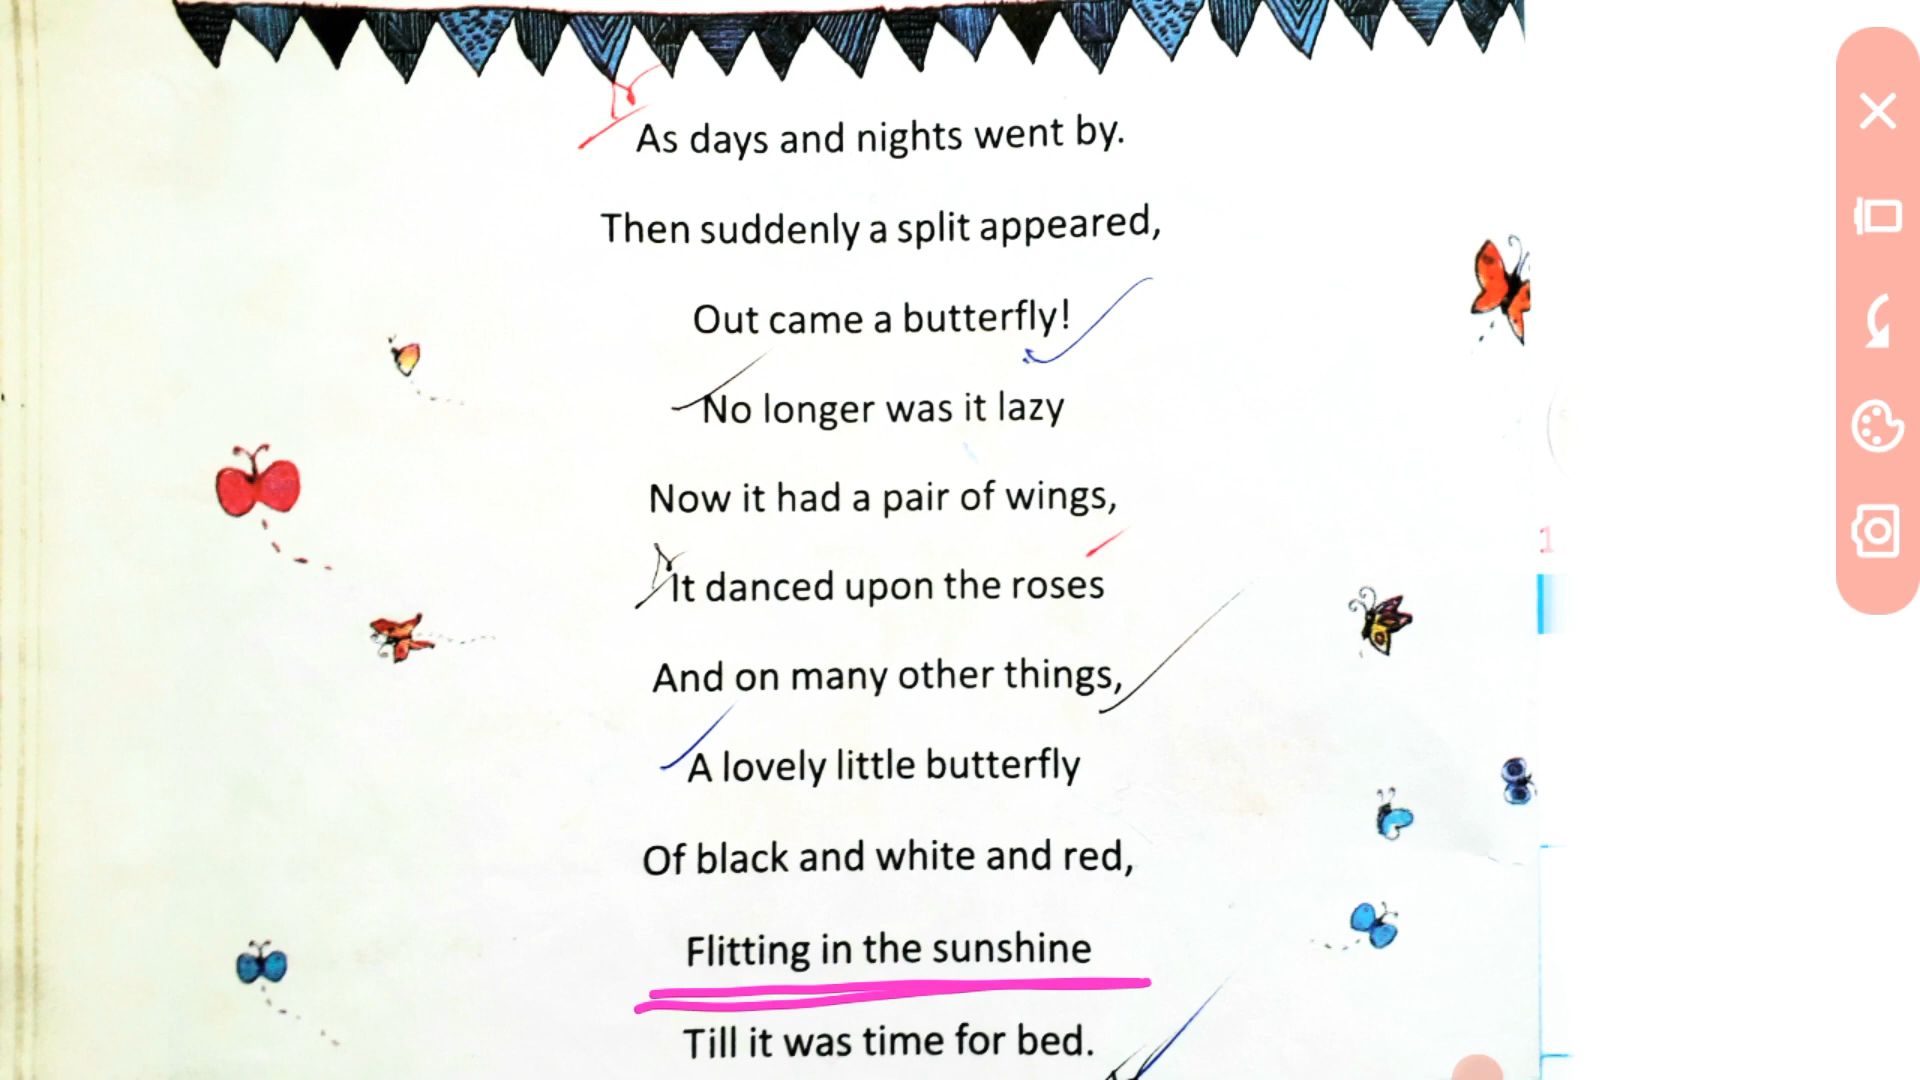 As days and nights went by.
Then suddenly a split appeared,
Out came a butterfly!
No longer was it lazy
Now it had a pair of wings,
It danced upon the roses
And on many other things,
A lovely little butterfly
Of black and white and red,
Flitting in the sunshine
Till it was time for bed.
1